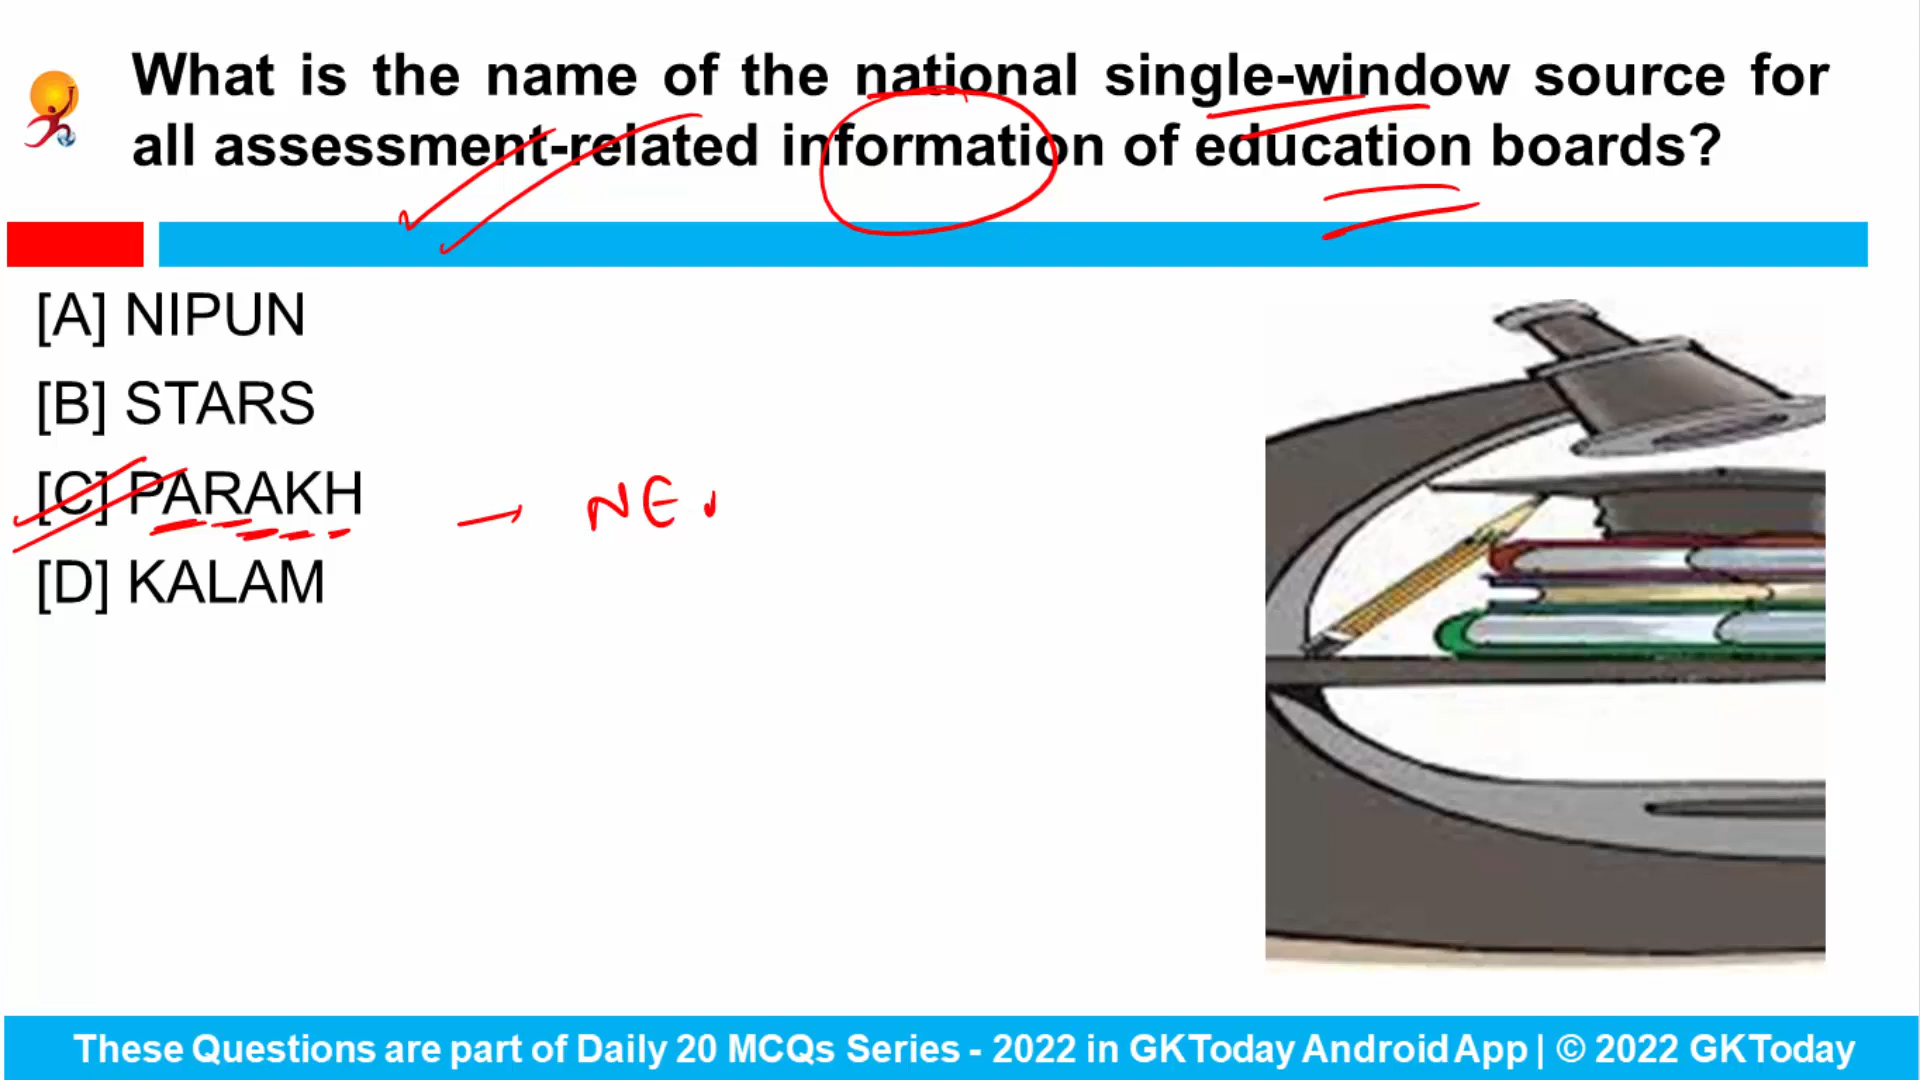 What is the name of the national single-window source for
all assessment-related information of education boards?
[A] NIPUN
[B] STARS
[C] PARAKH
NE
[D] KALAM
These Questions are part of Daily 20 MCQs Series - 2022 in GKToday Android App | © 2022 GKToday